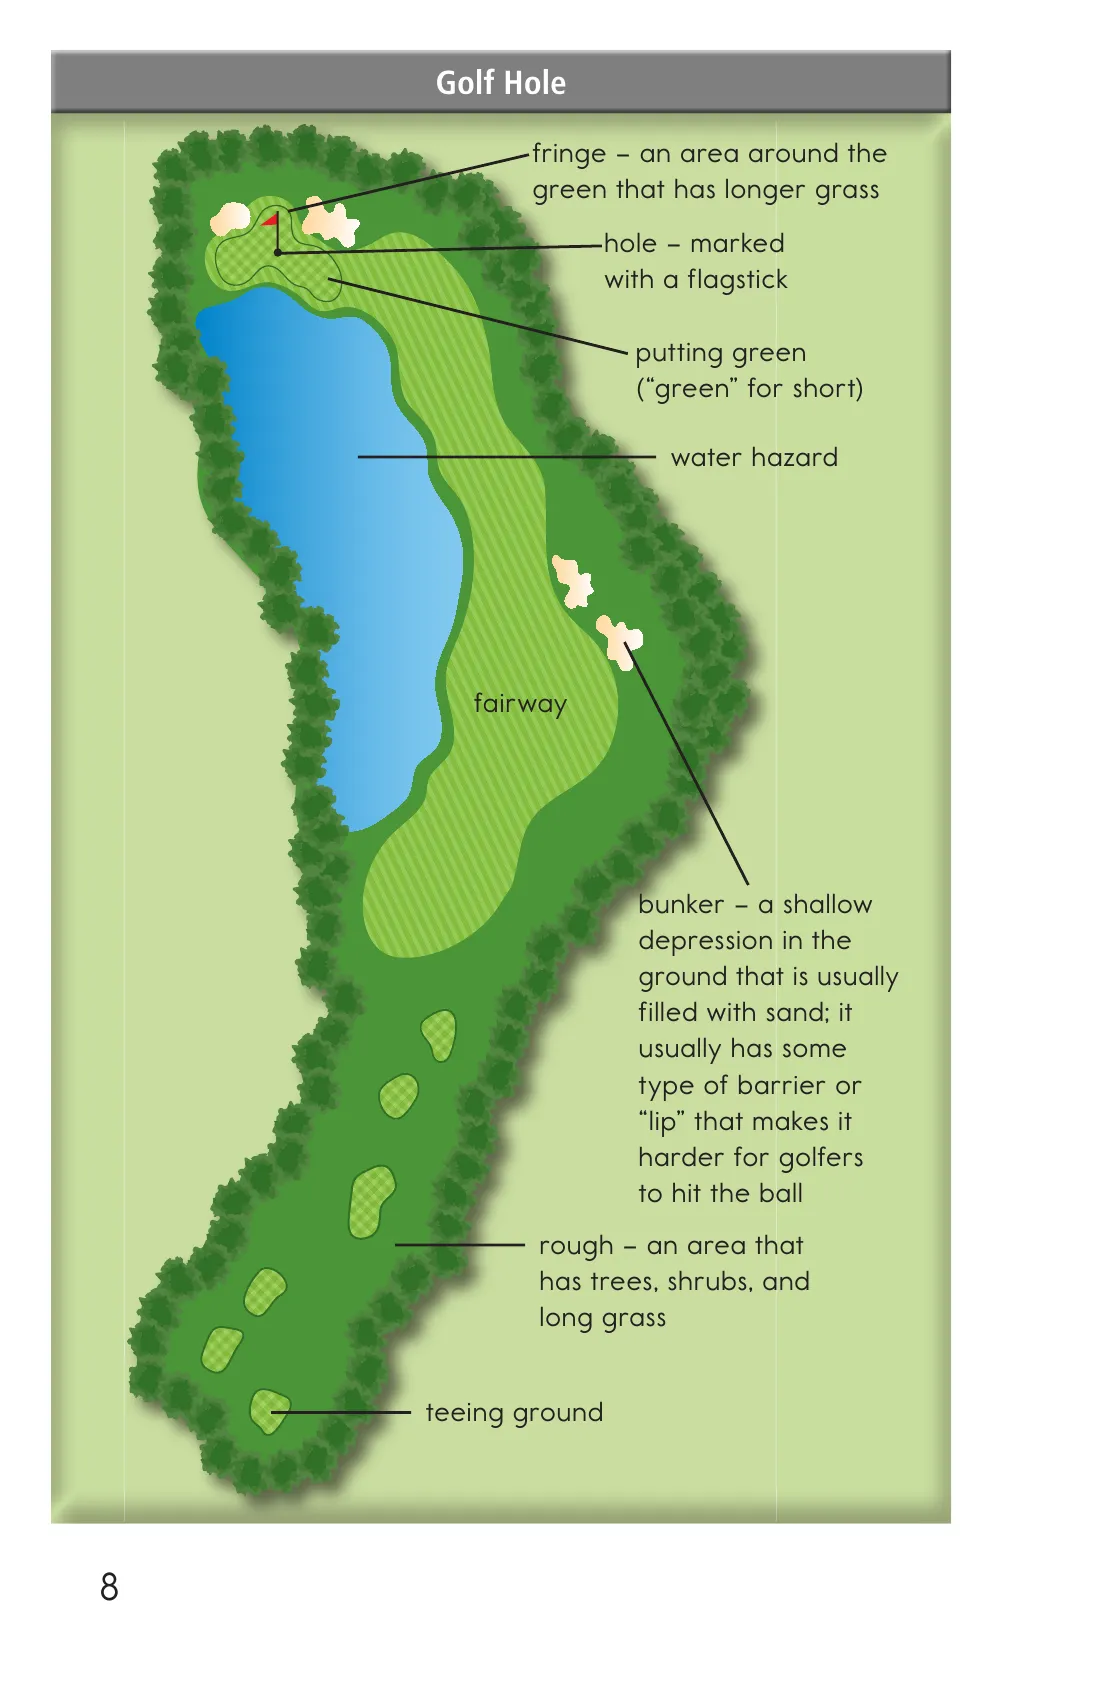 Golf Hole
fringe – an area around the
green that has longer grass
hole – marked
with a flagstick
putting green
(“green” for short)
water hazard
fairway
bunker – a shallow
depression in the
ground that is usually
filled with sand; it
usually has some
type of barrier or
“lip” that makes it
harder for golfers
to hit the ball
rough – an area that
has trees, shrubs, and
long grass
teeing ground
8